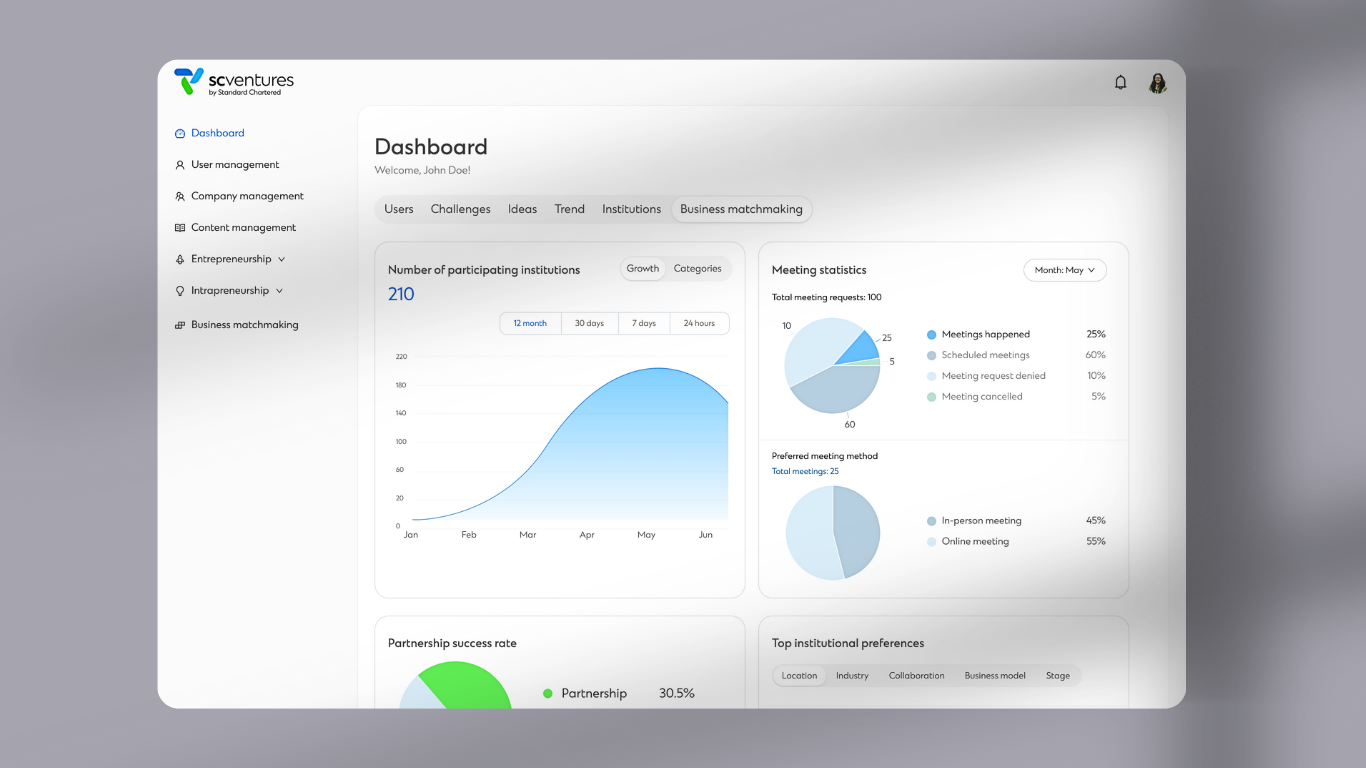 scventures
by Standard Chartered
Dashboard
User management
Company management
Content management
Entrepreneurship
Intrapreneurship
Business matchmaking
Dashboard
Welcome, John Doe!
Users Challenges Ideas Trend Institutions Business matchmaking
Number of participating institutions
Growth Categories
210
12 month 30 days 7 days 24 hours
220
180
140
100
60
20
0
Jan Feb Mar Apr May Jun
Meeting statistics
Month: May
Total meeting requests: 100
10
25
5
60
Meetings happened 25%
Scheduled meetings 60%
Meeting request denied 10%
Meeting cancelled 5%
Preferred meeting method
Total meetings: 25
In-person meeting 45%
Online meeting 55%
Partnership success rate
Partnership 30.5%
Top institutional preferences
Location Industry Collaboration Business model Stage